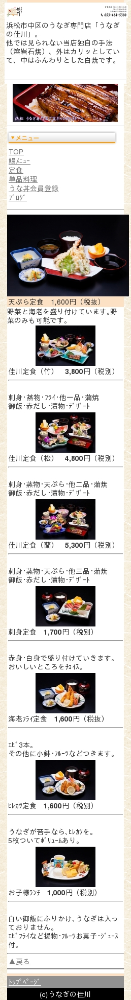 佳川
053-464-5300
浜松市中区のうなぎ専門店「うなぎ
の佳川」。
他では見られない当店独自の手法
（溶岩石焼）、外はカリッとしてい
て、中はふんわりとした白焼です。
浜松 うなぎ専門店
▼メニュー
TOP
鰻ﾒﾆｭｰ
定食
単品料理
うな丼会員登録
ﾌﾞﾛｸﾞ
天ぷら定食　1,600円（税抜）
野菜と海老を盛り付けています｡野
菜のみも可能です。
佳川定食（竹）　3,800円（税別）
刺身･蒸物･ﾌﾗｲ･他一品･蒲焼
御飯･赤だし･漬物･ﾃﾞｻﾞｰﾄ
佳川定食（松）　4,800円（税別）
刺身･蒸物･天ぷら･他二品･蒲焼
御飯･赤だし･漬物･ﾃﾞｻﾞｰﾄ
佳川定食（蘭）　5,300円（税別）
刺身･蒸物･天ぷら･他三品･蒲焼
御飯･赤だし･漬物･ﾃﾞｻﾞｰﾄ
刺身定食　1,700円（税別）
赤身･白身で盛り付けていきます。
おいしいところをﾁｮｲｽ｡
海老ﾌﾗｲ定食　1,600円（税抜）
ｴﾋﾞ3本。
その他に小鉢･ﾌﾙｰﾂなどつきます。
ﾋﾚｶﾂ定食　1,600円（税別）
うなぎが苦手なら､ﾋﾚｶﾂを。
5枚ついてﾎﾞﾘｭｰﾑあり。
お子様ﾗﾝﾁ　1,000円（税別）
白い御飯にふりかけ､うなぎは入っ
ておりません。
ｴﾋﾞﾌﾗｲなど揚物･ﾌﾙｰﾂお菓子･ｼﾞｭｰｽ
付。
▲戻る
ﾄｯﾌﾟﾍﾟｰｼﾞ
(c)うなぎの佳川